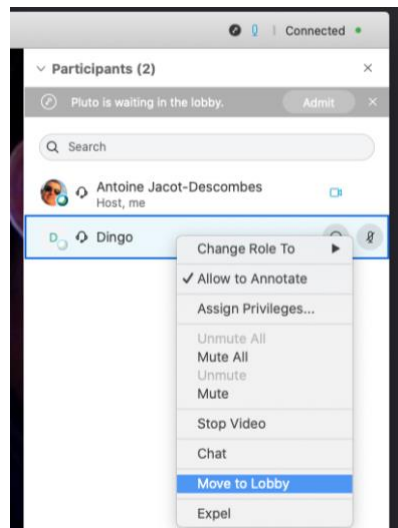 Connected
Participants (2)
Pluto is waiting in the lobby.
Admit
Search
Antoine Jacot-Descombes
Host, me
D
Dingo
Change Role To
Allow to Annotate
Assign Privileges...
Unmute All
Mute All
Unmute
Mute
Stop Video
Chat
Move to Lobby
Expel